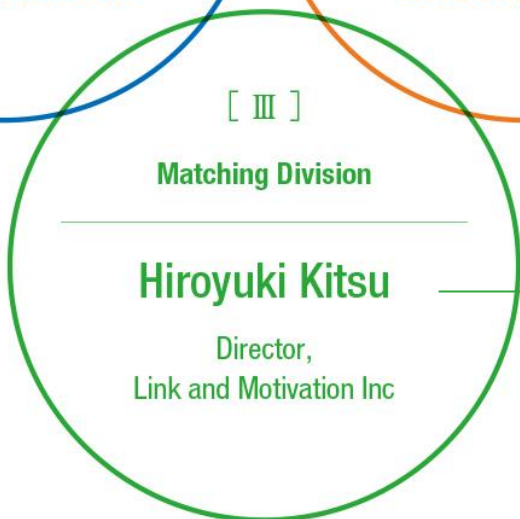 [ Ⅲ ]
Matching Division
Hiroyuki Kitsu
Director,
Link and Motivation Inc